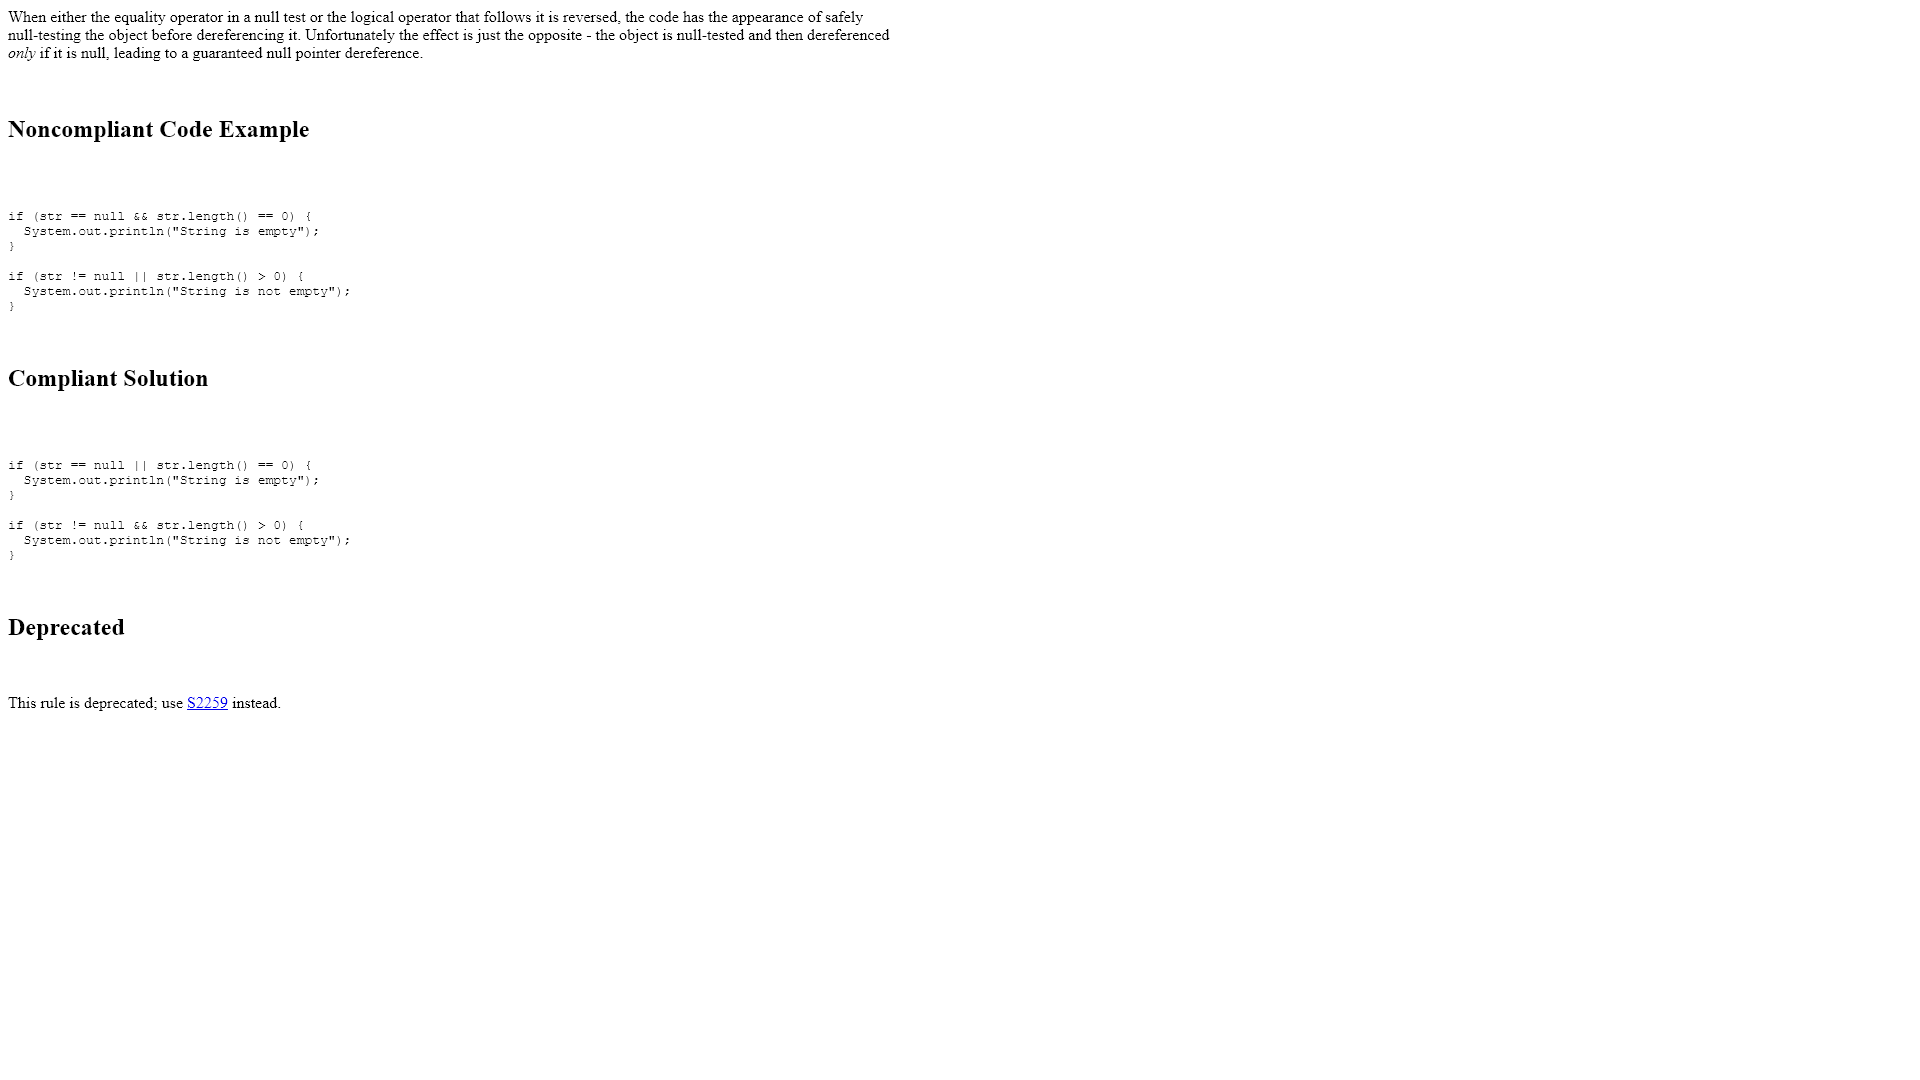 When either the equality operator in a null test or the logical operator that follows it is reversed, the code has the appearance of safely
null-testing the object before dereferencing it. Unfortunately the effect is just the opposite - the object is null-tested and then dereferenced
only if it is null, leading to a guaranteed null pointer dereference.
Noncompliant Code Example
if (str == null && str.length() == 0) {
  System.out.println("String is empty");
}
if (str != null || str.length() > 0) {
  System.out.println("String is not empty");
}
Compliant Solution
if (str == null || str.length() == 0) {
  System.out.println("String is empty");
}
if (str != null && str.length() > 0) {
  System.out.println("String is not empty");
}
Deprecated
This rule is deprecated; use S2259 instead.